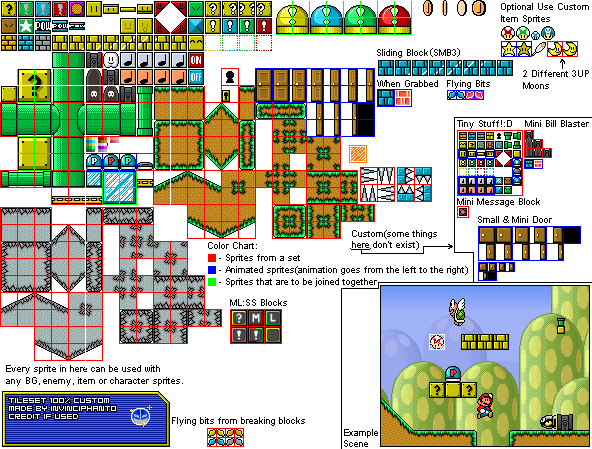 Optional Use Custom
Item Sprites
Sliding Block(SMB3)
When Grabbed
Flying Bits
2 Different 3UP
Moons
POW
POW
ON
OFF
P
P
P
Tiny Stuff!:D
Mini Bill Blaster
Mini Message Block
Small & Mini Door
Custom(some things
here don't exist)
Color Chart:
- Sprites from a set
- Animated sprites(animation goes from the left to the right)
- Sprites that are to be joined together
ML:SS Blocks
? M L
! !
Every sprite in here can be used with
any BG, enemy, item or character sprites.
TILESET 100% CUSTOM
MADE BY INVINCIPHANTO
CREDIT IF USED
Flying bits from breaking blocks
Example
Scene
P